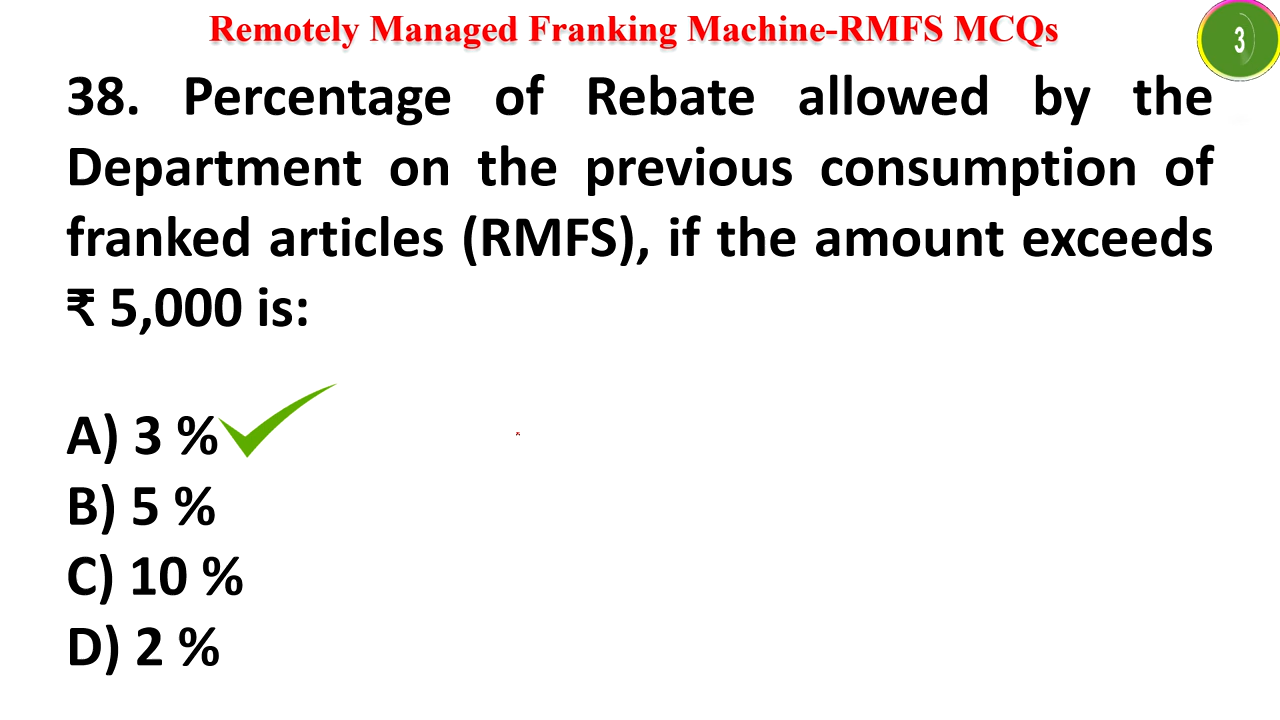 Remotely Managed Franking Machine-RMFS MCQs
3
38. Percentage of Rebate allowed by the
Department on the previous consumption of
franked articles (RMFS), if the amount exceeds
₹ 5,000 is:
A) 3 %
B) 5 %
C) 10 %
D) 2 %